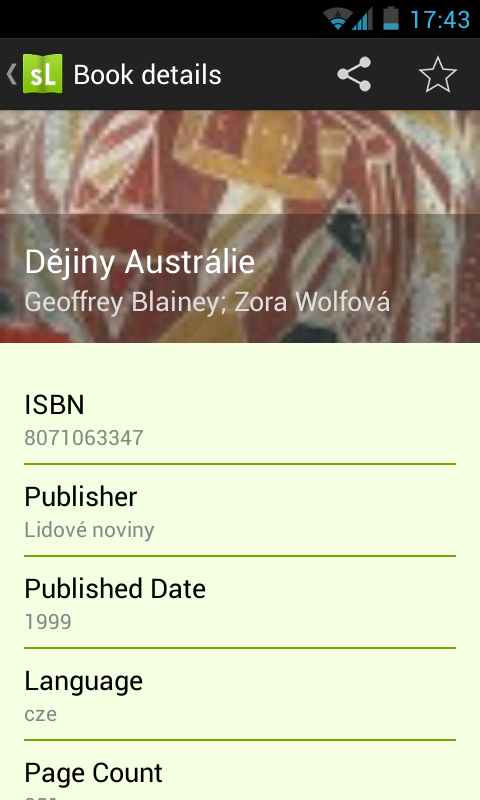 17:43
sL Book details
Dějiny Austrálie
Geoffrey Blainey; Zora Wolfová
ISBN
8071063347
Publisher
Lidové noviny
Published Date
1999
Language
cze
Page Count